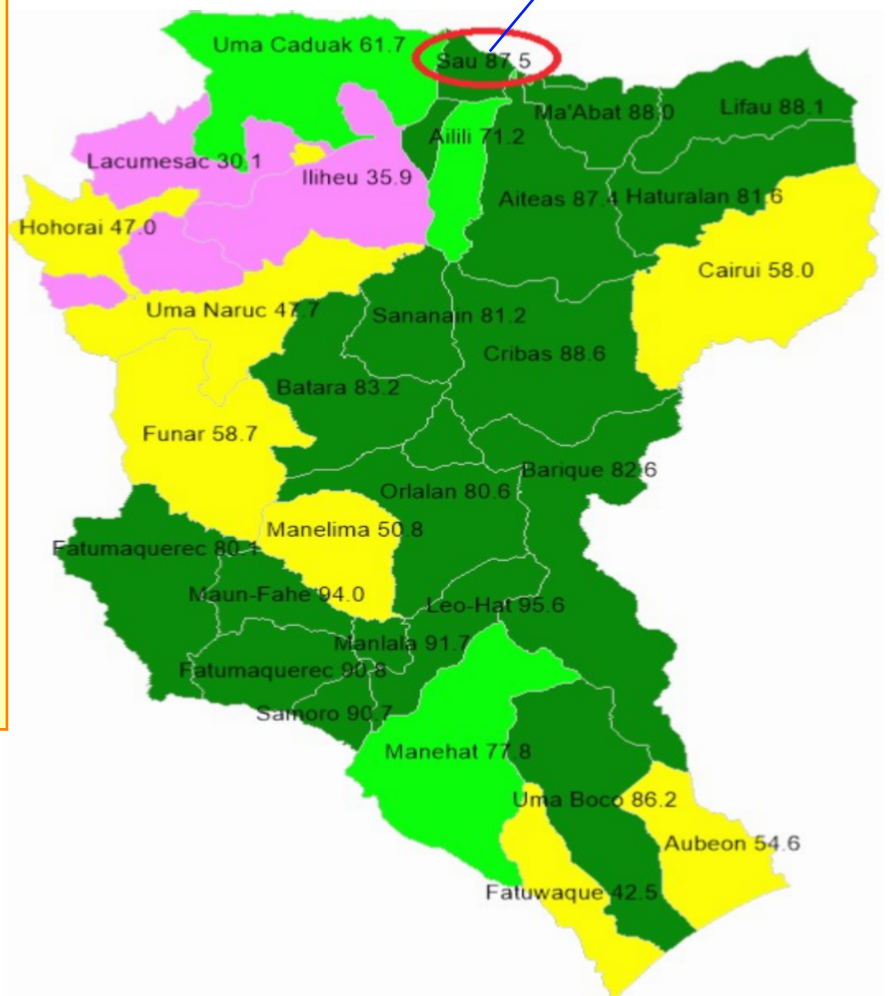 Uma Caduak 61.7
Sau 87.5
Ma'Abat 88.0
Lifau 88.1
Ailili 71.2
Lacumesac 30.1
Iliheu 35.9
Aiteas 87.4
Haturalan 81.6
Hohorai 47.0
Cairui 58.0
Uma Naruc 47.7
Sananain 81.2
Cribas 88.6
Batara 83.2
Funar 58.7
Barique 82.6
Orlalan 80.6
Manelima 50.8
Fatumaquerec 80.1
Maun-Fahe 94.0
Leo-Hat 95.6
Manlala 91.7
Fatumaquerec 90.8
Samoro 90.7
Manehat 77.8
Uma Boco 86.2
Aubeon 54.6
Fatuwaque 42.5